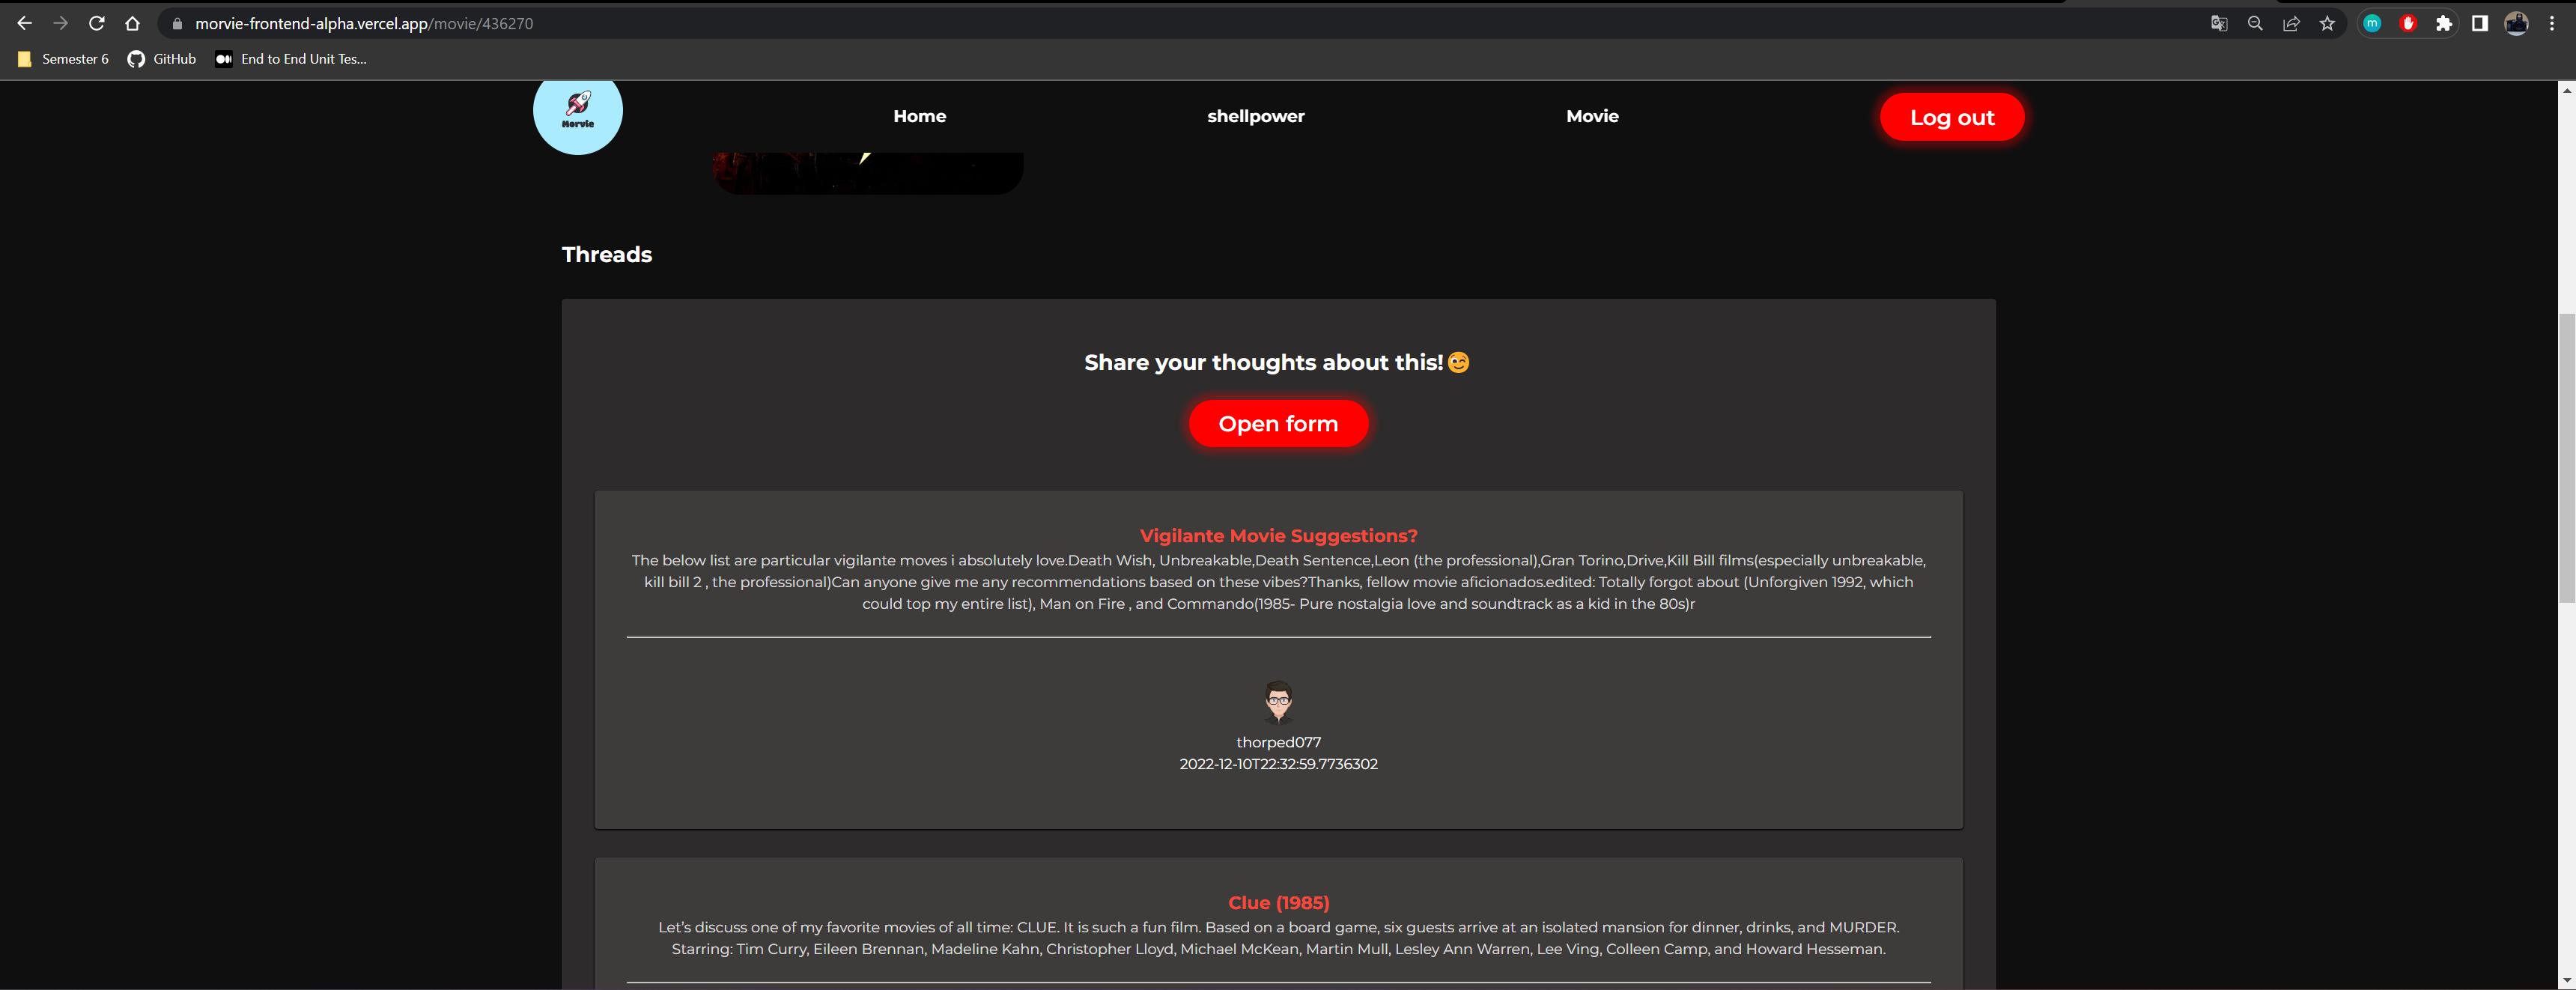 morvie-frontend-alpha.vercel.app/movie/436270
m
Semester 6 GitHub End to End Unit Tes...
Morvie
Home shellpower Movie Log out
Threads
Share your thoughts about this!😉
Open form
Vigilante Movie Suggestions?
The below list are particular vigilante moves i absolutely love.Death Wish, Unbreakable,Death Sentence,Leon (the professional),Gran Torino,Drive,Kill Bill films(especially unbreakable,
kill bill 2 , the professional)Can anyone give me any recommendations based on these vibes?Thanks, fellow movie aficionados.edited: Totally forgot about (Unforgiven 1992, which
could top my entire list), Man on Fire , and Commando(1985- Pure nostalgia love and soundtrack as a kid in the 80s)r
thorped077
2022-12-10T22:32:59.7736302
Clue (1985)
Let’s discuss one of my favorite movies of all time: CLUE. It is such a fun film. Based on a board game, six guests arrive at an isolated mansion for dinner, drinks, and MURDER.
Starring: Tim Curry, Eileen Brennan, Madeline Kahn, Christopher Lloyd, Michael McKean, Martin Mull, Lesley Ann Warren, Lee Ving, Colleen Camp, and Howard Hesseman.